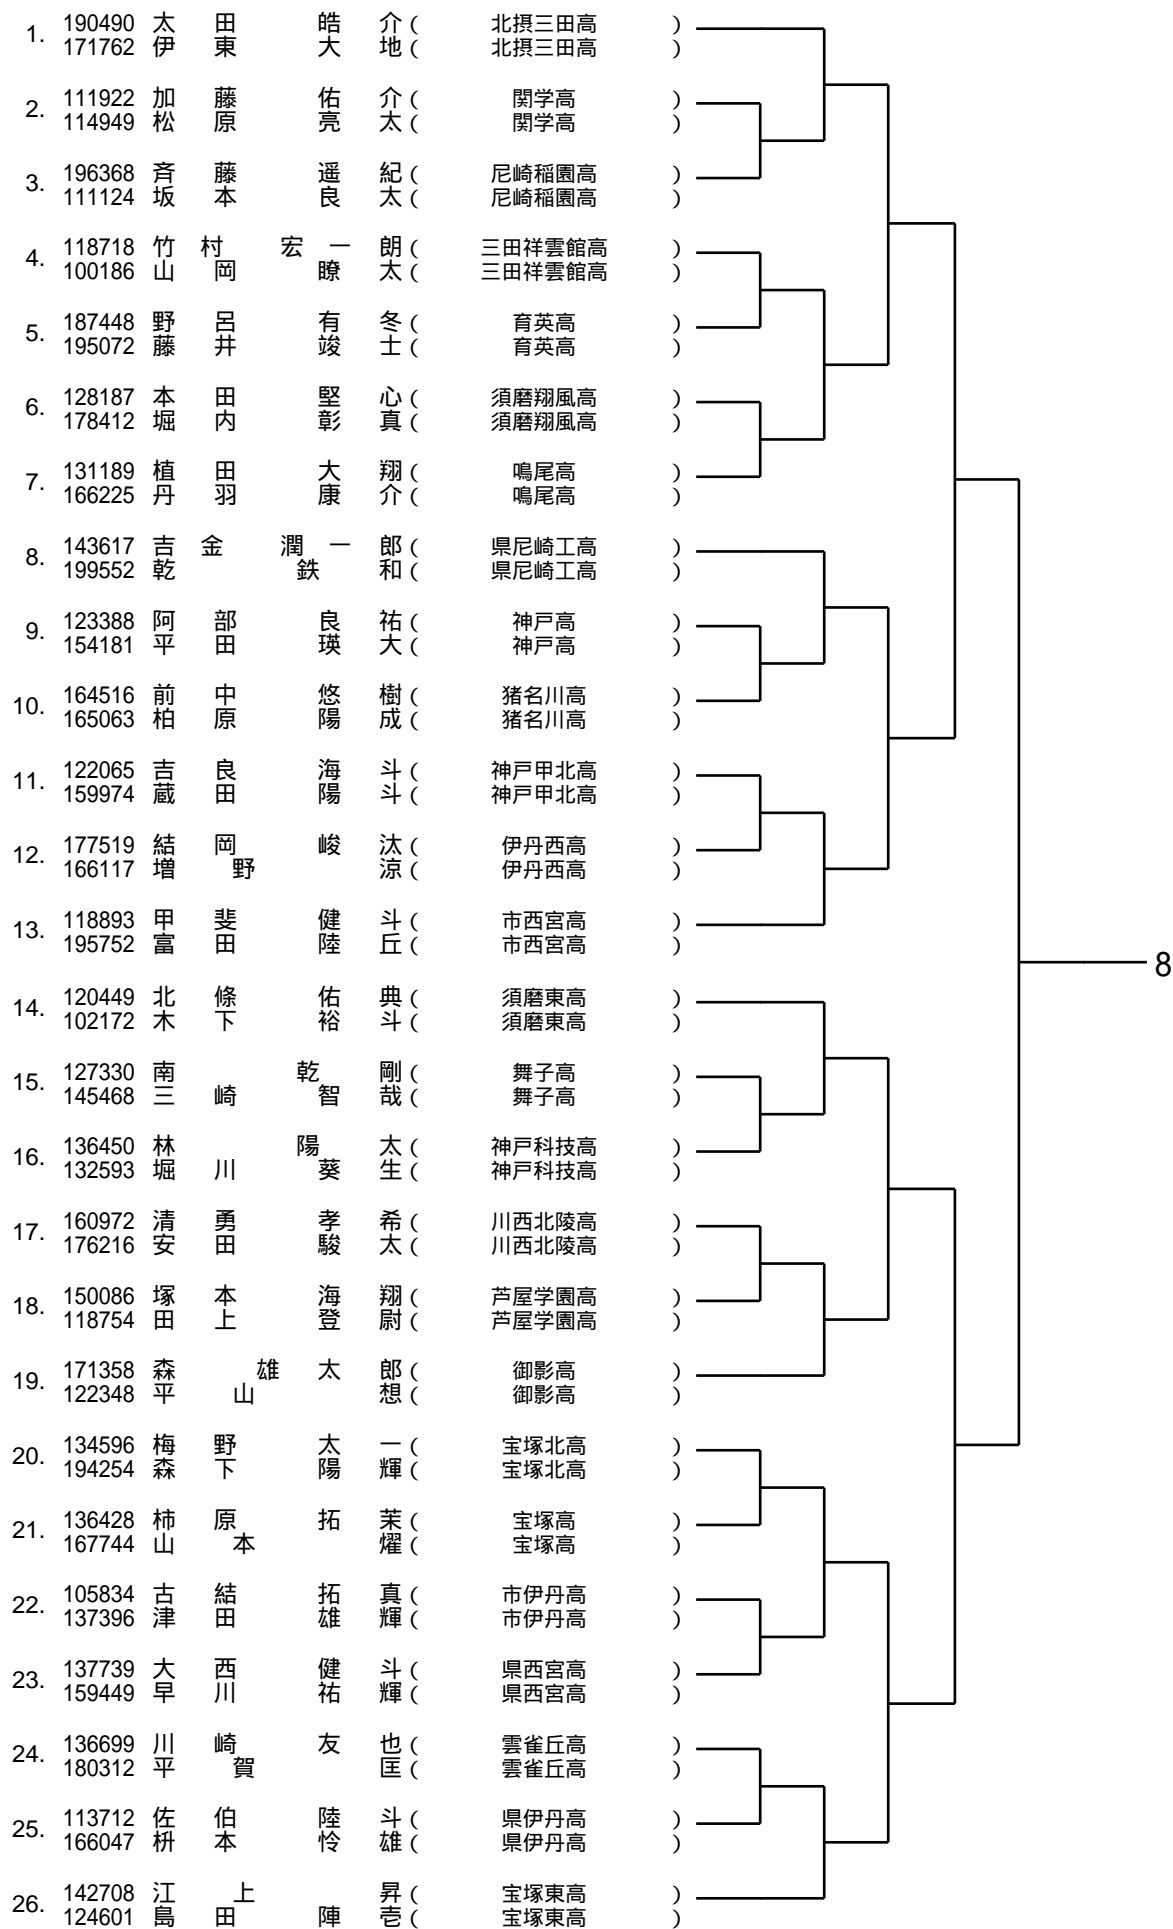 1. 190490 太田 皓介 (北摂三田高)
171762 伊東 大地 (北摂三田高)
2. 111922 加藤 佑介 (関学高)
114949 松原 亮太 (関学高)
3. 196368 斉藤 遥紀 (尼崎稲園高)
111124 坂本 良太 (尼崎稲園高)
4. 118718 竹村 宏一朗 (三田祥雲館高)
100186 山岡 瞭太 (三田祥雲館高)
5. 187448 野呂 有冬 (育英高)
195072 藤井 竣士 (育英高)
6. 128187 本田 堅心 (須磨翔風高)
178412 堀内 彰真 (須磨翔風高)
7. 131189 植田 大翔 (鳴尾高)
166225 丹羽 康介 (鳴尾高)
8. 143617 吉金 潤一郎 (県尼崎工高)
199552 乾 鉄和 (県尼崎工高)
9. 123388 阿部 良祐 (神戸高)
154181 平田 瑛大 (神戸高)
10. 164516 前中 悠樹 (猪名川高)
165063 柏原 陽成 (猪名川高)
11. 122065 吉良 海斗 (神戸甲北高)
159974 蔵田 陽斗 (神戸甲北高)
12. 177519 結岡 峻汰 (伊丹西高)
166117 増野 涼 (伊丹西高)
13. 118893 甲斐 健斗 (市西宮高)
195752 富田 陸丘 (市西宮高)
8
14. 120449 北條 佑典 (須磨東高)
102172 木下 裕斗 (須磨東高)
15. 127330 南 乾剛 (舞子高)
145468 三崎 智哉 (舞子高)
16. 136450 林 陽太 (神戸科技高)
132593 堀川 葵生 (神戸科技高)
17. 160972 清勇 孝希 (川西北陵高)
176216 安田 駿太 (川西北陵高)
18. 150086 塚本 海翔 (芦屋学園高)
118754 田上 登尉 (芦屋学園高)
19. 171358 森 雄太郎 (御影高)
122348 平山 想 (御影高)
20. 134596 梅野 太一 (宝塚北高)
194254 森下 陽輝 (宝塚北高)
21. 136428 柿原 拓茉 (宝塚高)
167744 山本 燿 (宝塚高)
22. 105834 古結 拓真 (市伊丹高)
137396 津田 雄輝 (市伊丹高)
23. 137739 大西 健斗 (県西宮高)
159449 早川 祐輝 (県西宮高)
24. 136699 川崎 友也 (雲雀丘高)
180312 平賀 匡 (雲雀丘高)
25. 113712 佐伯 陸斗 (県伊丹高)
166047 枡本 怜雄 (県伊丹高)
26. 142708 江上 昇 (宝塚東高)
124601 島田 陣壱 (宝塚東高)